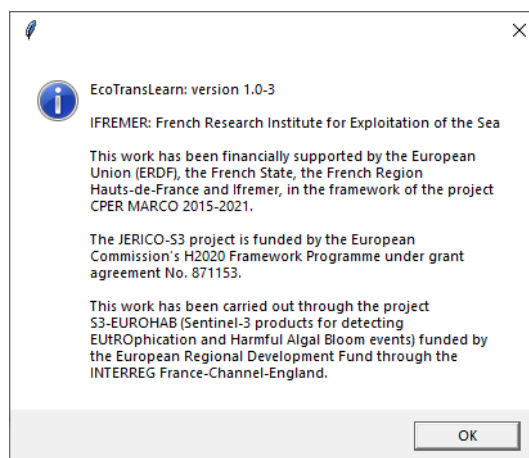 EcoTransLearn: version 1.0-3
IFREMER: French Research Institute for Exploitation of the Sea
This work has been financially supported by the European
Union (ERDF), the French State, the French Region
Hauts-de-France and Ifremer, in the framework of the project
CPER MARCO 2015-2021.
The JERICO-S3 project is funded by the European
Commission's H2020 Framework Programme under grant
agreement No. 871153.
This work has been carried out through the project
S3-EUROHAB (Sentinel-3 products for detecting
EUtROphication and Harmful Algal Bloom events) funded by
the European Regional Development Fund through the
INTERREG France-Channel-England.
OK